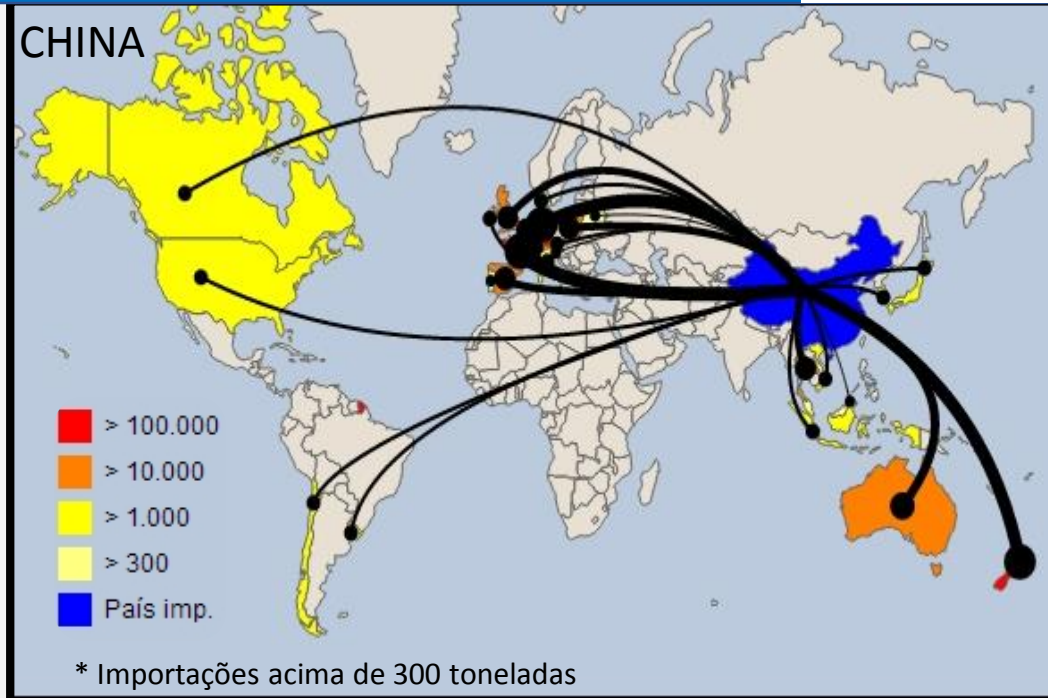 CHINA
> 100.000
> 10.000
> 1.000
> 300
País imp.
* Importações acima de 300 toneladas